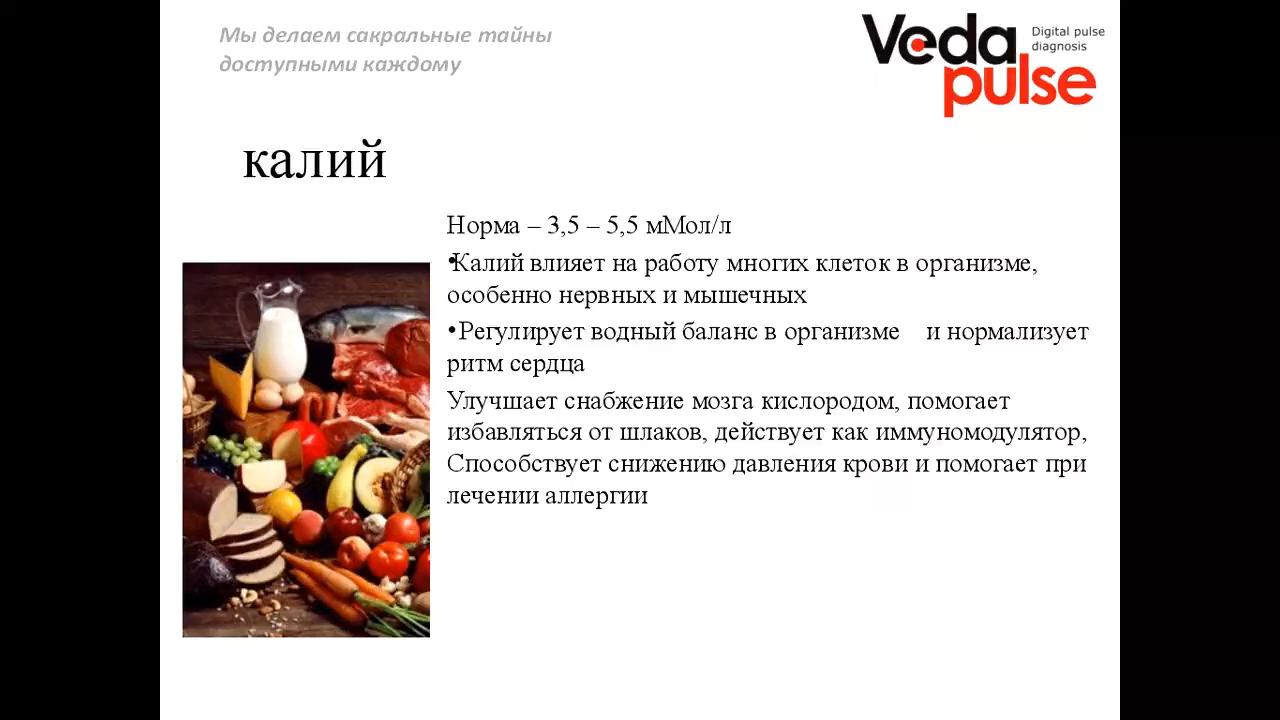 Мы делаем сакральные тайны
доступными каждому
Veda
pulse
Digital pulse
diagnosis
калий
Норма – 3,5 – 5,5 мМол/л
•Калий влияет на работу многих клеток в организме,
особенно нервных и мышечных
•Регулирует водный баланс в организме и нормализует
ритм сердца
Улучшает снабжение мозга кислородом, помогает
избавляться от шлаков, действует как иммуномодулятор,
Способствует снижению давления крови и помогает при
лечении аллергии